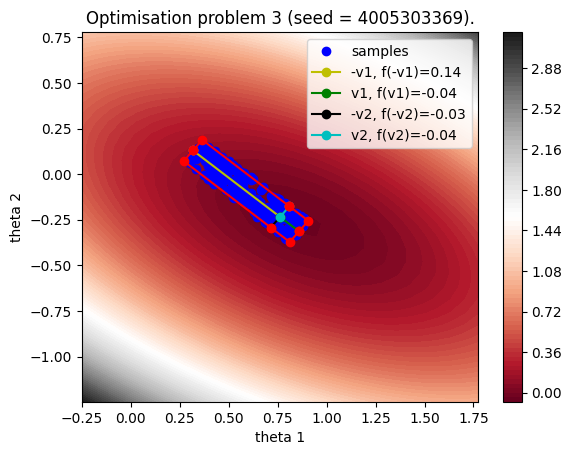 Optimisation problem 3 (seed = 4005303369).
samples
-v1, f(-v1)=0.14
v1, f(v1)=-0.04
-v2, f(-v2)=-0.03
v2, f(v2)=-0.04
0.75
0.50
0.25
0.00
−0.25
−0.50
−0.75
−1.00
theta 2
−0.25 0.00 0.25 0.50 0.75 1.00 1.25 1.50 1.75
theta 1
2.88
2.52
2.16
1.80
1.44
1.08
0.72
0.36
0.00